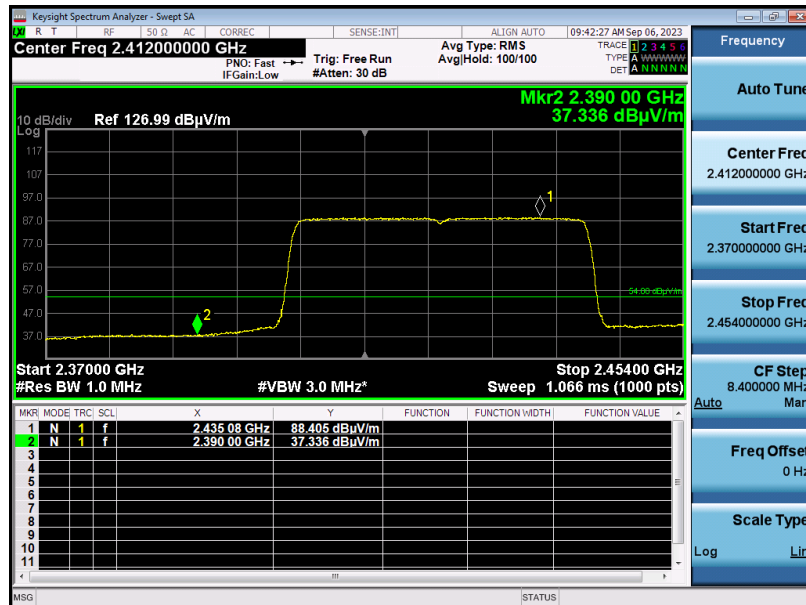 Keysight Spectrum Analyzer - Swept SA
LXI R T RF 50 Ω AC CORREC SENSE:INT ALIGN AUTO 09:42:27 AM Sep 06, 2023
Center Freq 2.412000000 GHz
PNO: Fast
IFGain:Low
Trig: Free Run
#Atten: 30 dB
Avg Type: RMS
Avg|Hold: 100/100
TRACE 1 2 3 4 5 6
TYPE A WWWWW
DET A N N N N N
Mkr2 2.390 00 GHz
37.336 dBµV/m
10 dB/div Ref 126.99 dBµV/m
Log
117
107
97.0
87.0
77.0
67.0
57.0
47.0
37.0
1
2
54.00 dBµV/m
Start 2.37000 GHz Stop 2.45400 GHz
#Res BW 1.0 MHz #VBW 3.0 MHz* Sweep 1.066 ms (1000 pts)
MKR MODE TRC SCL X Y FUNCTION FUNCTION WIDTH FUNCTION VALUE
1 N 1 f 2.435 08 GHz 88.405 dBµV/m
2 N 1 f 2.390 00 GHz 37.336 dBµV/m
3
4
5
6
7
8
9
10
11
MSG STATUS
Frequency
Auto Tune
Center Freq
2.412000000 GHz
Start Freq
2.370000000 GHz
Stop Freq
2.454000000 GHz
CF Step
8.400000 MHz
Auto Man
Freq Offset
0 Hz
Scale Type
Log Lin